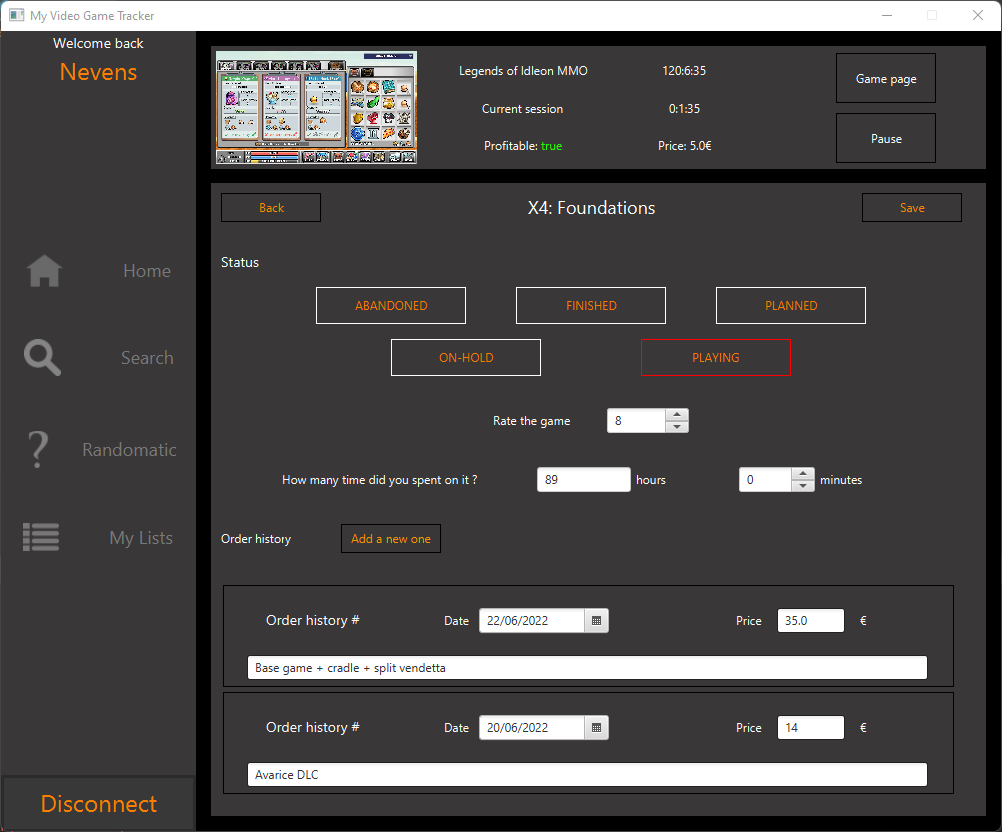 My Video Game Tracker
Welcome back
Nevens
Home
Search
Randomatic
My Lists
Disconnect
Legends of Idleon MMO 120:6:35
Current session 0:1:35
Profitable: true Price: 5.0€
Game page
Pause
Back X4: Foundations Save
Status
ABANDONED FINISHED PLANNED
ON-HOLD PLAYING
Rate the game 8
How many time did you spent on it ? 89 hours 0 minutes
Order history Add a new one
Order history # Date 22/06/2022 Price 35.0 €
Base game + cradle + split vendetta
Order history # Date 20/06/2022 Price 14 €
Avarice DLC